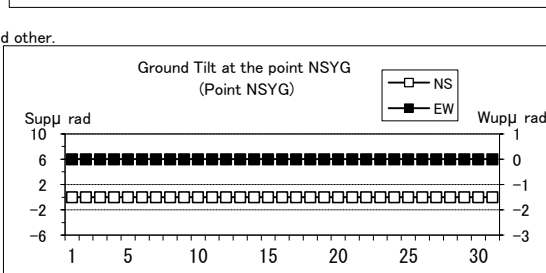 d other.
Ground Tilt at the point NSYG
(Point NSYG)
NS
EW
Supμ rad
Wupμ rad
10
6
2
-2
-6
1
0
-1
-2
-3
1 5 10 15 20 25 30